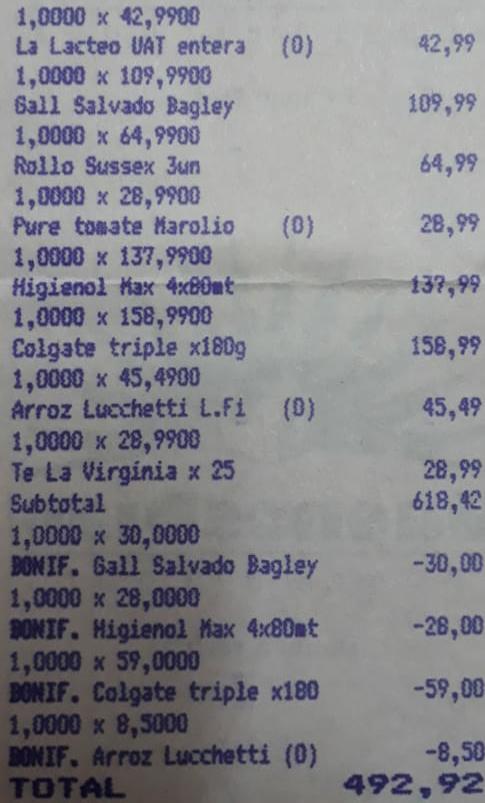 1,0000 x 42,9900
La Lacteo UAT entera (0) 42,99
1,0000 x 109,9900
Gall Salvado Bagley 109,99
1,0000 x 64,9900
Rollo Sussex 3un 64,99
1,0000 x 28,9900
Pure tomate Marolio (0) 28,99
1,0000 x 137,9900
Higienol Max 4x80mt 137,99
1,0000 x 158,9900
Colgate triple x180g 158,99
1,0000 x 45,4900
Arroz Lucchetti L.Fi (0) 45,49
1,0000 x 28,9900
Te La Virginia x 25 28,99
Subtotal 618,42
1,0000 x 30,0000
BONIF. Gall Salvado Bagley -30,00
1,0000 x 28,0000
BONIF. Higienol Max 4x80mt -28,00
1,0000 x 59,0000
BONIF. Colgate triple x180 -59,00
1,0000 x 8,5000
BONIF. Arroz Lucchetti (0) -8,50
TOTAL 492,92